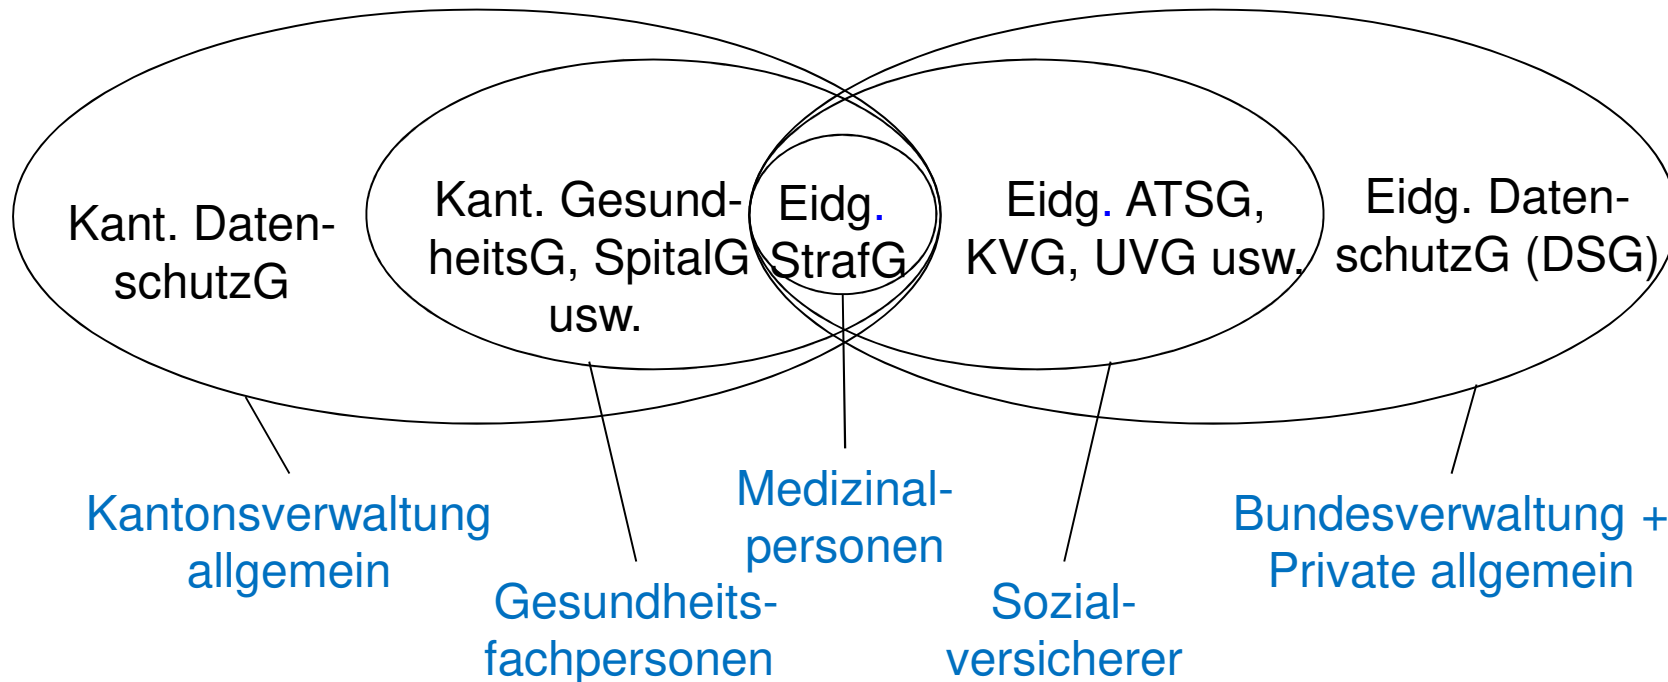 Kant. Daten-
schutzG
Kant. Gesund-
heitsG, SpitalG
usw.
Eidg.
StrafG
Eidg. ATSG,
KVG, UVG usw.
Eidg. Daten-
schutzG (DSG)
Kantonsverwaltung
allgemein
Gesundheits-
fachpersonen
Medizinal-
personen
Sozial-
versicherer
Bundesverwaltung +
Private allgemein